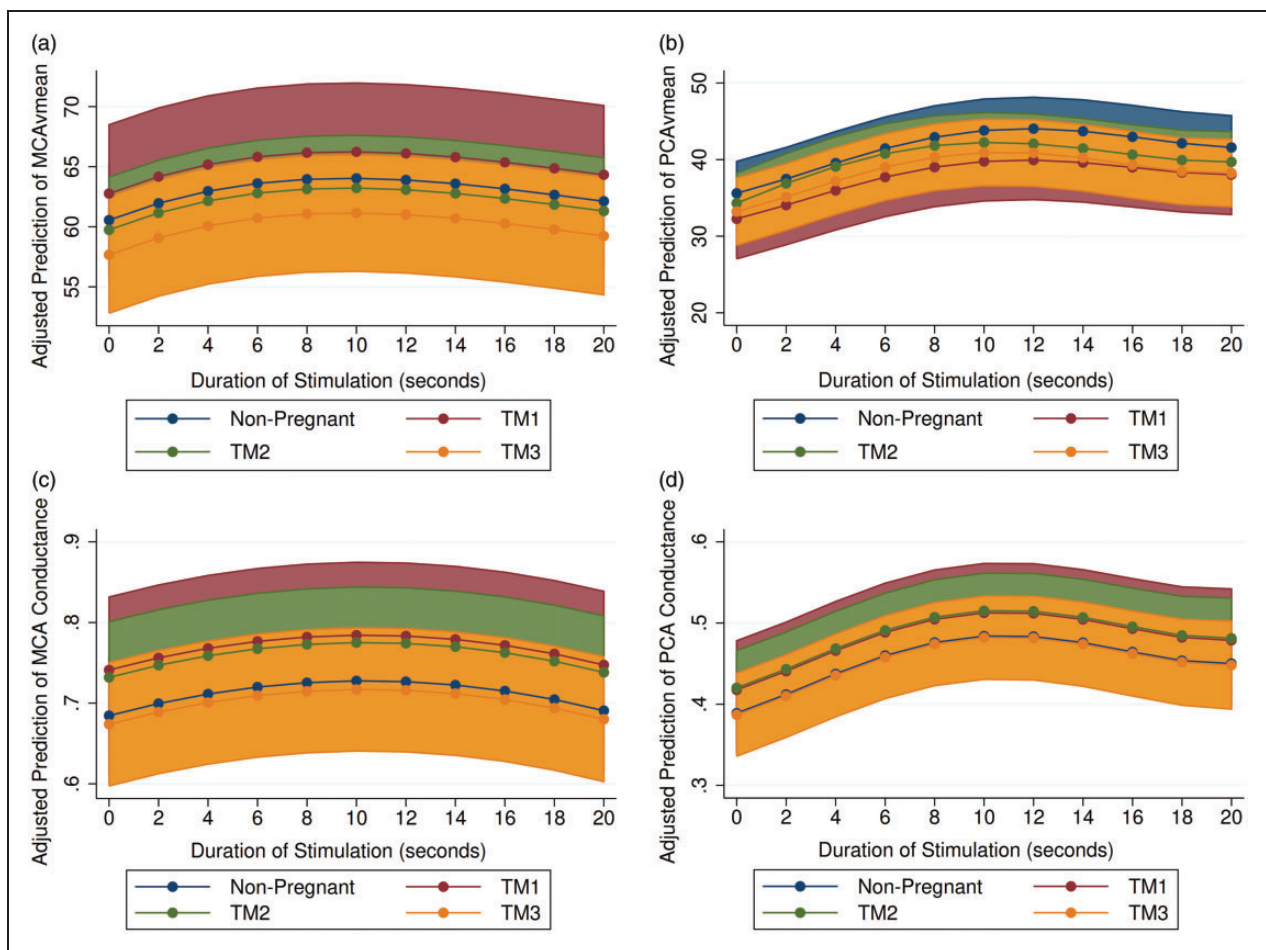 (a)
Adjusted Prediction of MCAvmean
70
65
60
55
0 2 4 6 8 10 12 14 16 18 20
Duration of Stimulation (seconds)
Non-Pregnant TM1
TM2 TM3
(b)
Adjusted Prediction of PCAvmean
50
40
30
20
0 2 4 6 8 10 12 14 16 18 20
Duration of Stimulation (seconds)
Non-Pregnant TM1
TM2 TM3
(c)
Adjusted Prediction of MCA Conductance
.9
.8
.7
.6
0 2 4 6 8 10 12 14 16 18 20
Duration of Stimulation (seconds)
Non-Pregnant TM1
TM2 TM3
(d)
Adjusted Prediction of PCA Conductance
.6
.5
.4
.3
0 2 4 6 8 10 12 14 16 18 20
Duration of Stimulation (seconds)
Non-Pregnant TM1
TM2 TM3